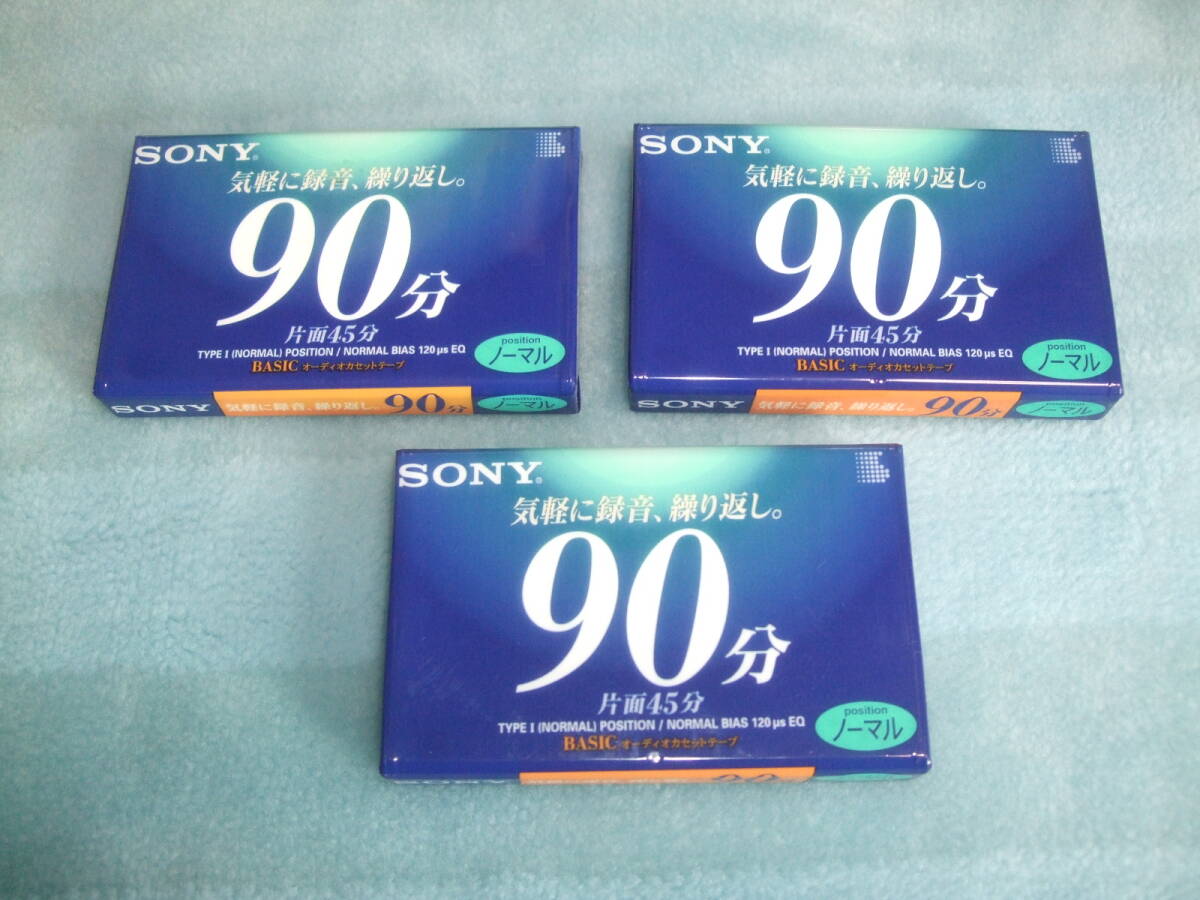 SONY®
気軽に録音、繰り返し。
90分
片面45分
TYPE I (NORMAL) POSITION / NORMAL BIAS 120 µs EQ
BASIC オーディオカセットテープ
position
ノーマル
SONY 気軽に録音、繰り返し。 90分 position ノーマル
SONY®
気軽に録音、繰り返し。
90分
片面45分
TYPE I (NORMAL) POSITION / NORMAL BIAS 120 µs EQ
BASIC オーディオカセットテープ
position
ノーマル
SONY 気軽に録音、繰り返し。 90分 position ノーマル
SONY®
気軽に録音、繰り返し。
90分
片面45分
TYPE I (NORMAL) POSITION / NORMAL BIAS 120 µs EQ
BASIC オーディオカセットテープ
position
ノーマル